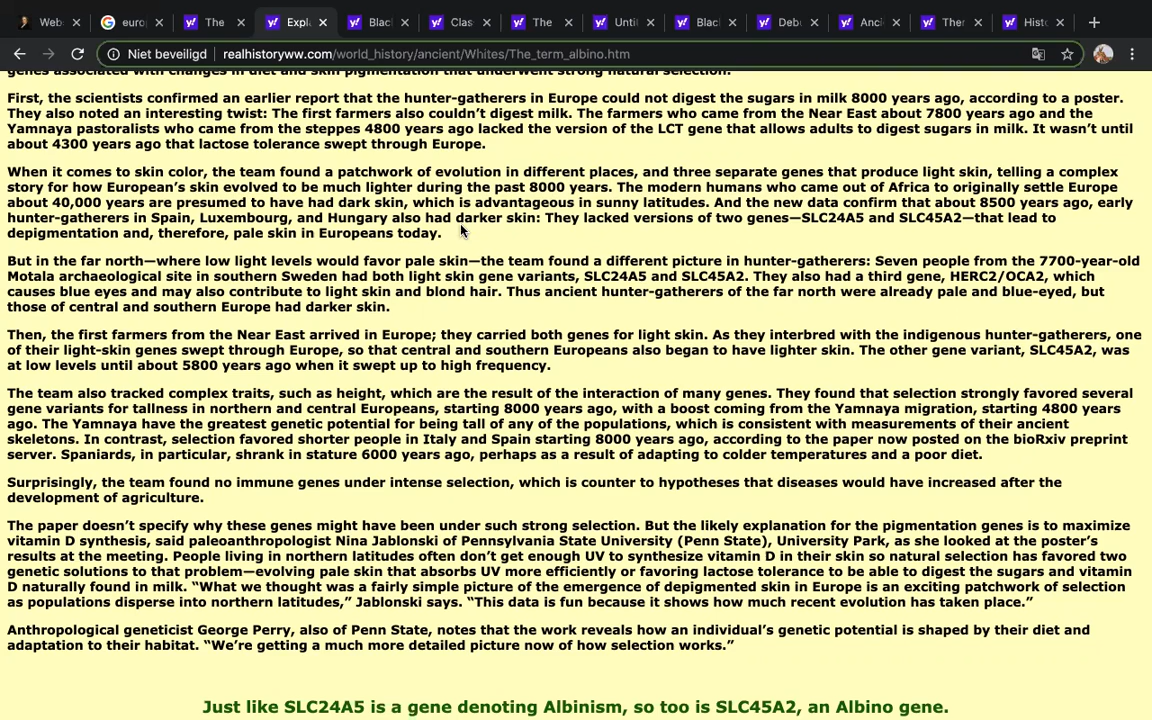 Web
euro
The
Expl
Blac
Clas
The
Unti
Blac
Deb
Anci
Ther
Histo
Niet beveiligd
realhistoryww.com/world_history/ancient/Whites/The_term_albino.htm
genes associated with changes in diet and skin pigmentation that underwent strong natural selection.
First, the scientists confirmed an earlier report that the hunter-gatherers in Europe could not digest the sugars in milk 8000 years ago, according to a poster.
They also noted an interesting twist: The first farmers also couldn’t digest milk. The farmers who came from the Near East about 7800 years ago and the
Yamnaya pastoralists who came from the steppes 4800 years ago lacked the version of the LCT gene that allows adults to digest sugars in milk. It wasn’t until
about 4300 years ago that lactose tolerance swept through Europe.
When it comes to skin color, the team found a patchwork of evolution in different places, and three separate genes that produce light skin, telling a complex
story for how European’s skin evolved to be much lighter during the past 8000 years. The modern humans who came out of Africa to originally settle Europe
about 40,000 years are presumed to have had dark skin, which is advantageous in sunny latitudes. And the new data confirm that about 8500 years ago, early
hunter-gatherers in Spain, Luxembourg, and Hungary also had darker skin: They lacked versions of two genes—SLC24A5 and SLC45A2—that lead to
depigmentation and, therefore, pale skin in Europeans today.
But in the far north—where low light levels would favor pale skin—the team found a different picture in hunter-gatherers: Seven people from the 7700-year-old
Motala archaeological site in southern Sweden had both light skin gene variants, SLC24A5 and SLC45A2. They also had a third gene, HERC2/OCA2, which
causes blue eyes and may also contribute to light skin and blond hair. Thus ancient hunter-gatherers of the far north were already pale and blue-eyed, but
those of central and southern Europe had darker skin.
Then, the first farmers from the Near East arrived in Europe; they carried both genes for light skin. As they interbred with the indigenous hunter-gatherers, one
of their light-skin genes swept through Europe, so that central and southern Europeans also began to have lighter skin. The other gene variant, SLC45A2, was
at low levels until about 5800 years ago when it swept up to high frequency.
The team also tracked complex traits, such as height, which are the result of the interaction of many genes. They found that selection strongly favored several
gene variants for tallness in northern and central Europeans, starting 8000 years ago, with a boost coming from the Yamnaya migration, starting 4800 years
ago. The Yamnaya have the greatest genetic potential for being tall of any of the populations, which is consistent with measurements of their ancient
skeletons. In contrast, selection favored shorter people in Italy and Spain starting 8000 years ago, according to the paper now posted on the bioRxiv preprint
server. Spaniards, in particular, shrank in stature 6000 years ago, perhaps as a result of adapting to colder temperatures and a poor diet.
Surprisingly, the team found no immune genes under intense selection, which is counter to hypotheses that diseases would have increased after the
development of agriculture.
The paper doesn’t specify why these genes might have been under such strong selection. But the likely explanation for the pigmentation genes is to maximize
vitamin D synthesis, said paleoanthropologist Nina Jablonski of Pennsylvania State University (Penn State), University Park, as she looked at the poster’s
results at the meeting. People living in northern latitudes often don’t get enough UV to synthesize vitamin D in their skin so natural selection has favored two
genetic solutions to that problem—evolving pale skin that absorbs UV more efficiently or favoring lactose tolerance to be able to digest the sugars and vitamin
D naturally found in milk. “What we thought was a fairly simple picture of the emergence of depigmented skin in Europe is an exciting patchwork of selection
as populations disperse into northern latitudes,” Jablonski says. “This data is fun because it shows how much recent evolution has taken place.”
Anthropological geneticist George Perry, also of Penn State, notes that the work reveals how an individual’s genetic potential is shaped by their diet and
adaptation to their habitat. “We’re getting a much more detailed picture now of how selection works.”
Just like SLC24A5 is a gene denoting Albinism, so too is SLC45A2, an Albino gene.